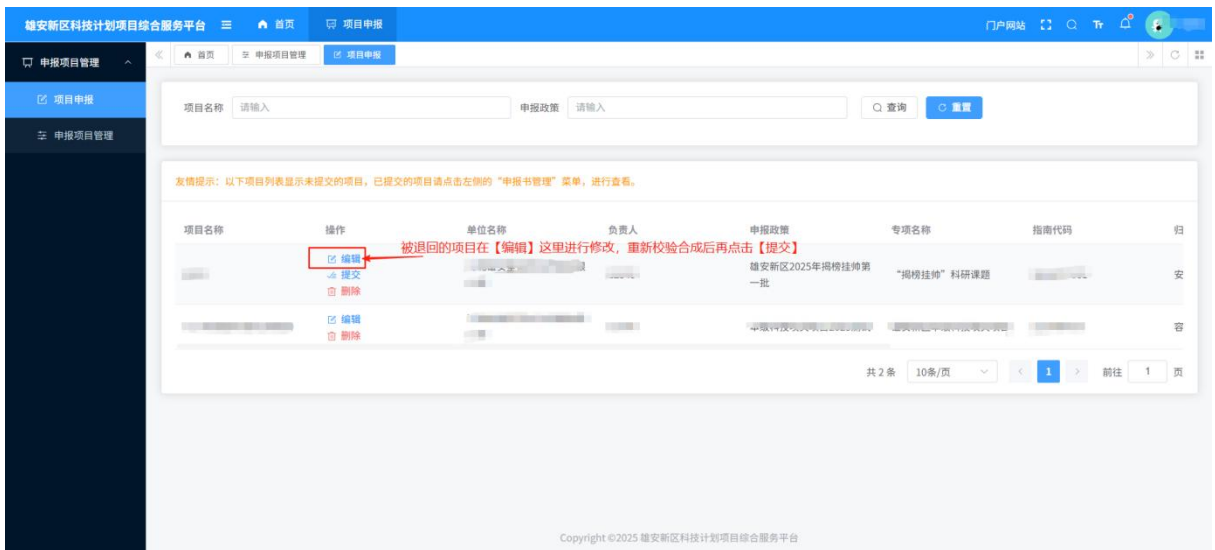 雄安新区科技计划项目综合服务平台 首页 项目申报 门户网站
申报项目管理 首页 申报项目管理 项目申报
项目申报
申报项目管理
项目名称 请输入 申报政策 请输入 查询 重置
友情提示：以下项目列表显示未提交的项目，已提交的项目请点击左侧的“申报书管理”菜单，进行查看。
项目名称 操作 单位名称 负责人 申报政策 专项名称 指南代码 归
被退回的项目在【编辑】这里进行修改，重新校验合成后再点击【提交】
编辑
提交
删除
雄安新区2025年揭榜挂帅第
一批
“揭榜挂帅”科研课题
安
编辑
删除
容
共 2 条 10条/页 1 前往 1 页
Copyright ©2025 雄安新区科技计划项目综合服务平台